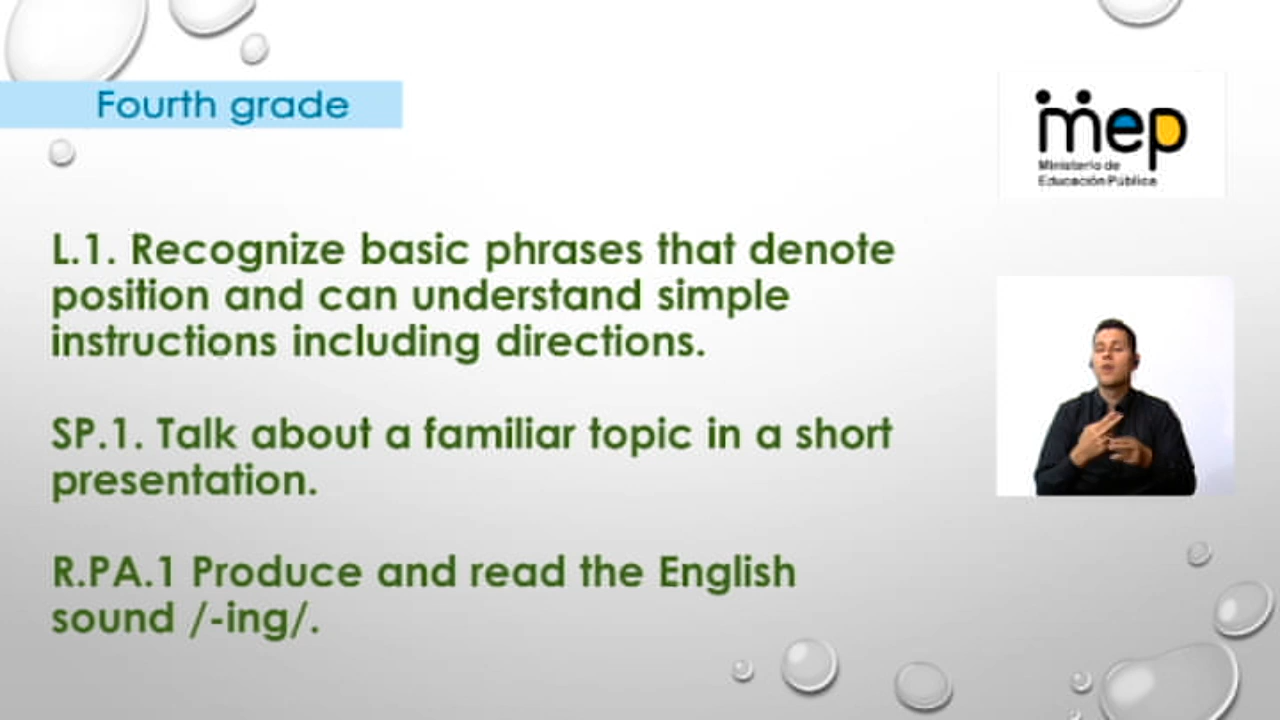 Fourth grade
mep
Ministerio de
Educación Pública
L.1. Recognize basic phrases that denote
position and can understand simple
instructions including directions.
SP.1. Talk about a familiar topic in a short
presentation.
R.PA.1 Produce and read the English
sound /-ing/.